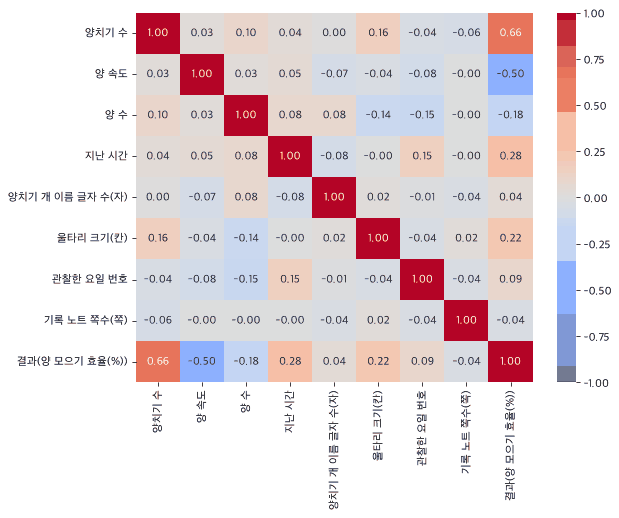 양치기 수 1.00 0.03 0.10 0.04 0.00 0.16 -0.04 -0.06 0.66
양 속도 0.03 1.00 0.03 0.05 -0.07 -0.04 -0.08 -0.00 -0.50
양 수 0.10 0.03 1.00 0.08 0.08 -0.14 -0.15 -0.00 -0.18
지난 시간 0.04 0.05 0.08 1.00 -0.08 -0.00 0.15 -0.00 0.28
양치기 개 이름 글자 수(자) 0.00 -0.07 0.08 -0.08 1.00 0.02 -0.01 -0.04 0.04
울타리 크기(칸) 0.16 -0.04 -0.14 -0.00 0.02 1.00 -0.04 0.02 0.22
관찰한 요일 번호 -0.04 -0.08 -0.15 0.15 -0.01 -0.04 1.00 -0.04 0.09
기록 노트 쪽수(쪽) -0.06 -0.00 -0.00 -0.00 -0.04 0.02 -0.04 1.00 -0.04
결과(양 모으기 효율(%)) 0.66 -0.50 -0.18 0.28 0.04 0.22 0.09 -0.04 1.00
양치기 수
양 속도
양 수
지난 시간
양치기 개 이름 글자 수(자)
울타리 크기(칸)
관찰한 요일 번호
기록 노트 쪽수(쪽)
결과(양 모으기 효율(%))
1.00
0.75
0.50
0.25
0.00
-0.25
-0.50
-0.75
-1.00